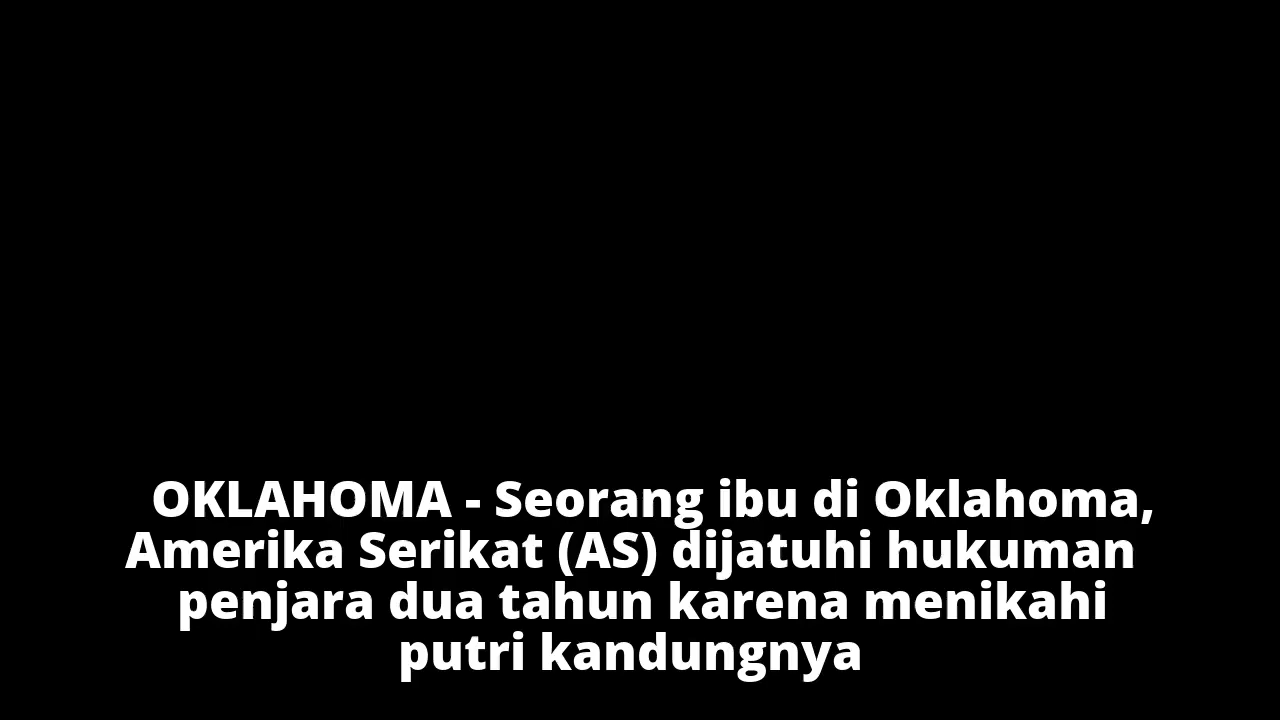 OKLAHOMA - Seorang ibu di Oklahoma,
Amerika Serikat (AS) dijatuhi hukuman
penjara dua tahun karena menikahi
putri kandungnya